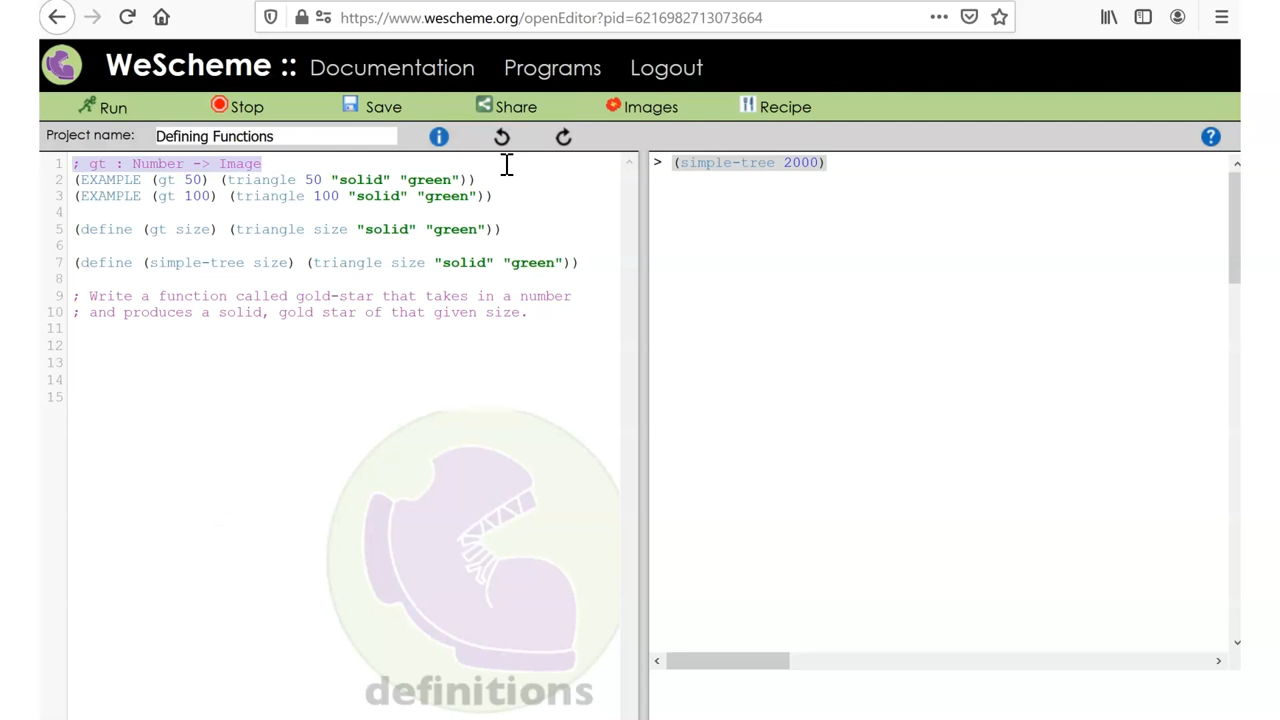 https://www.wescheme.org/openEditor?pid=6216982713073664
WeScheme :: Documentation Programs Logout
Run Stop Save Share Images Recipe
Project name: Defining Functions
1 ; gt : Number -> Image
2 (EXAMPLE (gt 50) (triangle 50 "solid" "green"))
3 (EXAMPLE (gt 100) (triangle 100 "solid" "green"))
4
5 (define (gt size) (triangle size "solid" "green"))
6
7 (define (simple-tree size) (triangle size "solid" "green"))
8
9 ; Write a function called gold-star that takes in a number
10 ; and produces a solid, gold star of that given size.
11
12
13
14
15
definitions
> (simple-tree 2000)